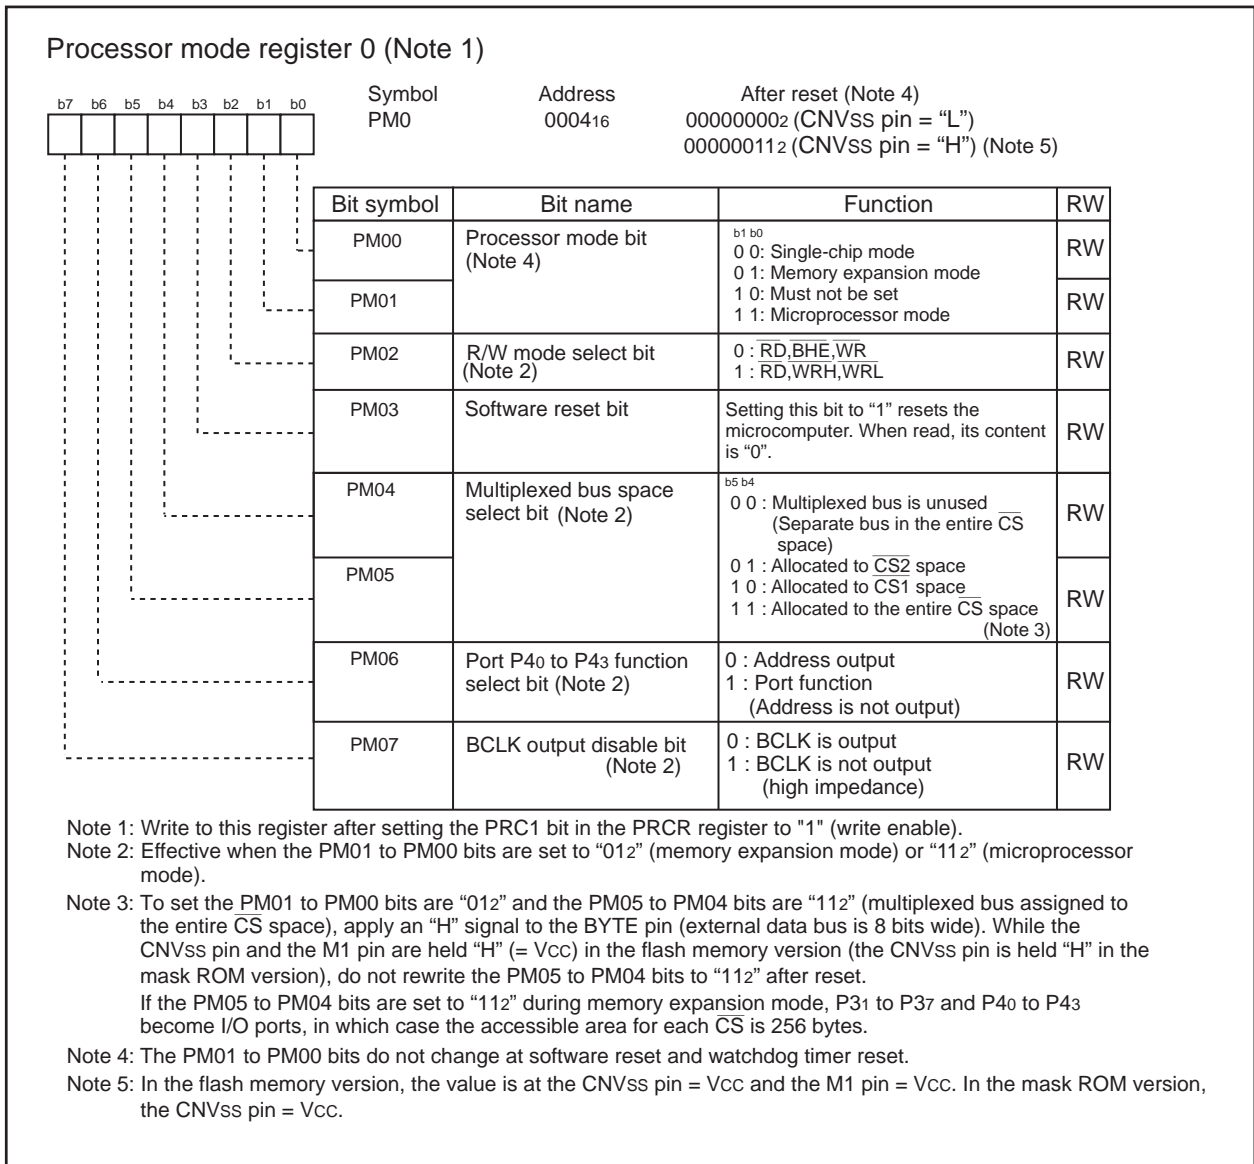 Processor mode register 0 (Note 1)
b7 b6 b5 b4 b3 b2 b1 b0
Symbol Address After reset (Note 4)
PM0 000416 000000002 (CNVSS pin = “L”)
000000112 (CNVSS pin = “H”) (Note 5)
Bit symbol Bit name Function RW
PM00 Processor mode bit (Note 4) RW
b1 b0
0 0: Single-chip mode
0 1: Memory expansion mode
PM01 RW
1 0: Must not be set
1 1: Microprocessor mode
PM02 R/W mode select bit (Note 2) RW
0 : RD,BHE,WR
1 : RD,WRH,WRL
PM03 Software reset bit RW
Setting this bit to “1” resets the
microcomputer. When read, its content
is “0”.
PM04 Multiplexed bus space
select bit (Note 2) RW
b5 b4
0 0 : Multiplexed bus is unused
(Separate bus in the entire CS
space)
PM05 RW
0 1 : Allocated to CS2 space
1 0 : Allocated to CS1 space
1 1 : Allocated to the entire CS space
(Note 3)
PM06 Port P40 to P43 function
select bit (Note 2) RW
0 : Address output
1 : Port function
(Address is not output)
PM07 BCLK output disable bit
(Note 2) RW
0 : BCLK is output
1 : BCLK is not output
(high impedance)
Note 1: Write to this register after setting the PRC1 bit in the PRCR register to "1" (write enable).
Note 2: Effective when the PM01 to PM00 bits are set to “012” (memory expansion mode) or “112” (microprocessor
mode).
Note 3: To set the PM01 to PM00 bits are “012” and the PM05 to PM04 bits are “112” (multiplexed bus assigned to
the entire CS space), apply an “H” signal to the BYTE pin (external data bus is 8 bits wide). While the
CNVSS pin and the M1 pin are held “H” (= VCC) in the flash memory version (the CNVSS pin is held “H” in the
mask ROM version), do not rewrite the PM05 to PM04 bits to “112” after reset.
If the PM05 to PM04 bits are set to “112” during memory expansion mode, P31 to P37 and P40 to P43
become I/O ports, in which case the accessible area for each CS is 256 bytes.
Note 4: The PM01 to PM00 bits do not change at software reset and watchdog timer reset.
Note 5: In the flash memory version, the value is at the CNVSS pin = VCC and the M1 pin = VCC. In the mask ROM version,
the CNVSS pin = VCC.